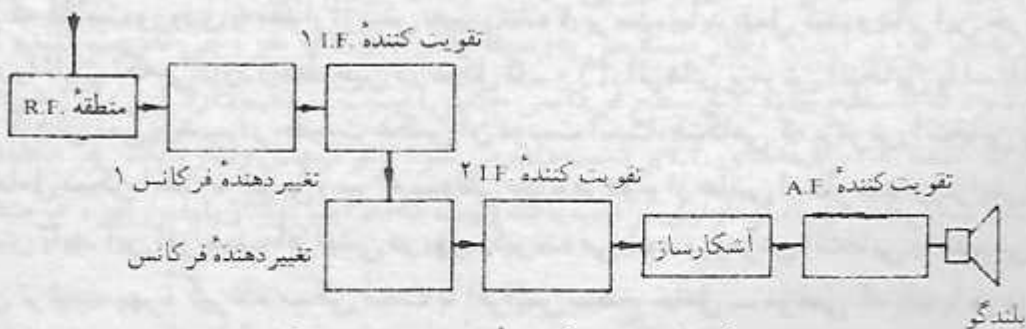 تقویت کنندهٔ I.F. ۱
منطقهٔ R.F.
تغییردهندهٔ فرکانس ۱
تقویت کنندهٔ I.F. ۲
تقویت کنندهٔ A.F.
تغییردهندهٔ فرکانس
آشکارساز
بلندگو